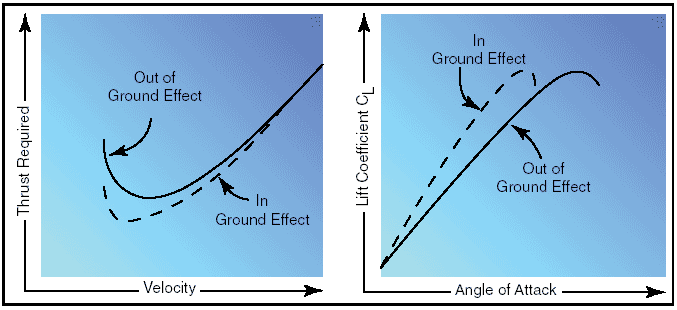 Thrust Required
Out of
Ground Effect
In
Ground Effect
Velocity
Lift Coefficient CL
In
Ground Effect
Out of
Ground Effect
Angle of Attack